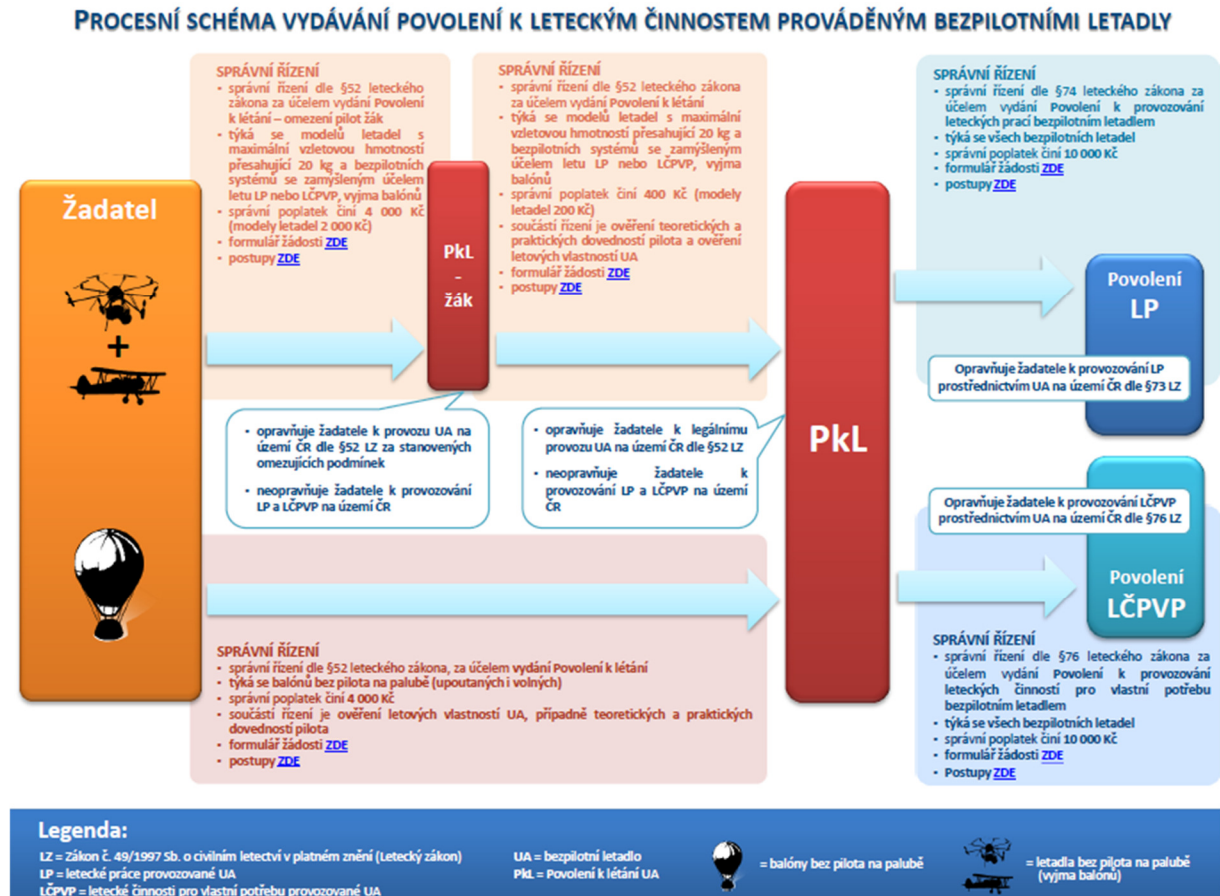 PROCESNÍ SCHÉMA VYDÁVÁNÍ POVOLENÍ K LETECKÝM ČINNOSTEM PROVÁDĚNÝM BEZPILOTNÍMI LETADLY
Žadatel
+
SPRÁVNÍ ŘÍZENÍ
• správní řízení dle §52 leteckého
zákona za účelem vydání Povolení
k létání – omezení pilot žák
• týká se modelů letadel s
maximální vzletovou hmotností
přesahující 20 kg a bezpilotních
systémů se zamýšleným účelem
letu LP nebo LČPVP, vyjma balónů
• správní poplatek činí 4 000 Kč
(modely letadel 2 000 Kč)
• formulář žádosti ZDE
• postupy ZDE
PkL
-
žák
SPRÁVNÍ ŘÍZENÍ
• správní řízení dle §52 leteckého zákona
za účelem vydání Povolení k létání
• týká se modelů letadel s maximální
vzletovou hmotností přesahující 20 kg a
bezpilotních systémů se zamýšleným
účelem letu LP nebo LČPVP, vyjma
balónů
• správní poplatek činí 400 Kč (modely
letadel 200 Kč)
• součástí řízení je ověření teoretických a
praktických dovedností pilota a ověření
letových vlastností UA
• formulář žádosti ZDE
• postupy ZDE
• opravňuje žadatele k provozu UA na
území ČR dle §52 LZ za stanovených
omezujících podmínek
• neopravňuje žadatele k provozování
LP a LČPVP na území ČR
• opravňuje žadatele k legálnímu
provozu UA na území ČR dle §52 LZ
• neopravňuje žadatele k
provozování LP a LČPVP na území
ČR
PkL
SPRÁVNÍ ŘÍZENÍ
• správní řízení dle §74 leteckého zákona za
účelem vydání Povolení k provozování
leteckých prací bezpilotním letadlem
• týká se všech bezpilotních letadel
• správní poplatek činí 10 000 Kč
• formulář žádosti ZDE
• postupy ZDE
Povolení
LP
Opravňuje žadatele k provozování LP
prostřednictvím UA na území ČR dle §73 LZ
Opravňuje žadatele k provozování LČPVP
prostřednictvím UA na území ČR dle §76 LZ
Povolení
LČPVP
SPRÁVNÍ ŘÍZENÍ
• správní řízení dle §76 leteckého zákona za
účelem vydání Povolení k provozování
leteckých činností pro vlastní potřebu
bezpilotním letadlem
• týká se všech bezpilotních letadel
• správní poplatek činí 10 000 Kč
• formulář žádosti ZDE
• Postupy ZDE
SPRÁVNÍ ŘÍZENÍ
• správní řízení dle §52 leteckého zákona, za účelem vydání Povolení k létání
• týká se balónů bez pilota na palubě (upoutaných i volných)
• správní poplatek činí 4 000 Kč
• součástí řízení je ověření letových vlastností UA, případně teoretických a praktických
dovedností pilota
• formulář žádosti ZDE
• postupy ZDE
Legenda:
LZ = Zákon č. 49/1997 Sb. o civilním letectví v platném znění (Letecký zákon)
LP = letecké práce provozované UA
LČPVP = letecké činnosti pro vlastní potřebu provozované UA
UA = bezpilotní letadlo
PkL = Povolení k létání UA
= balóny bez pilota na palubě
= letadla bez pilota na palubě
(vyjma balónů)